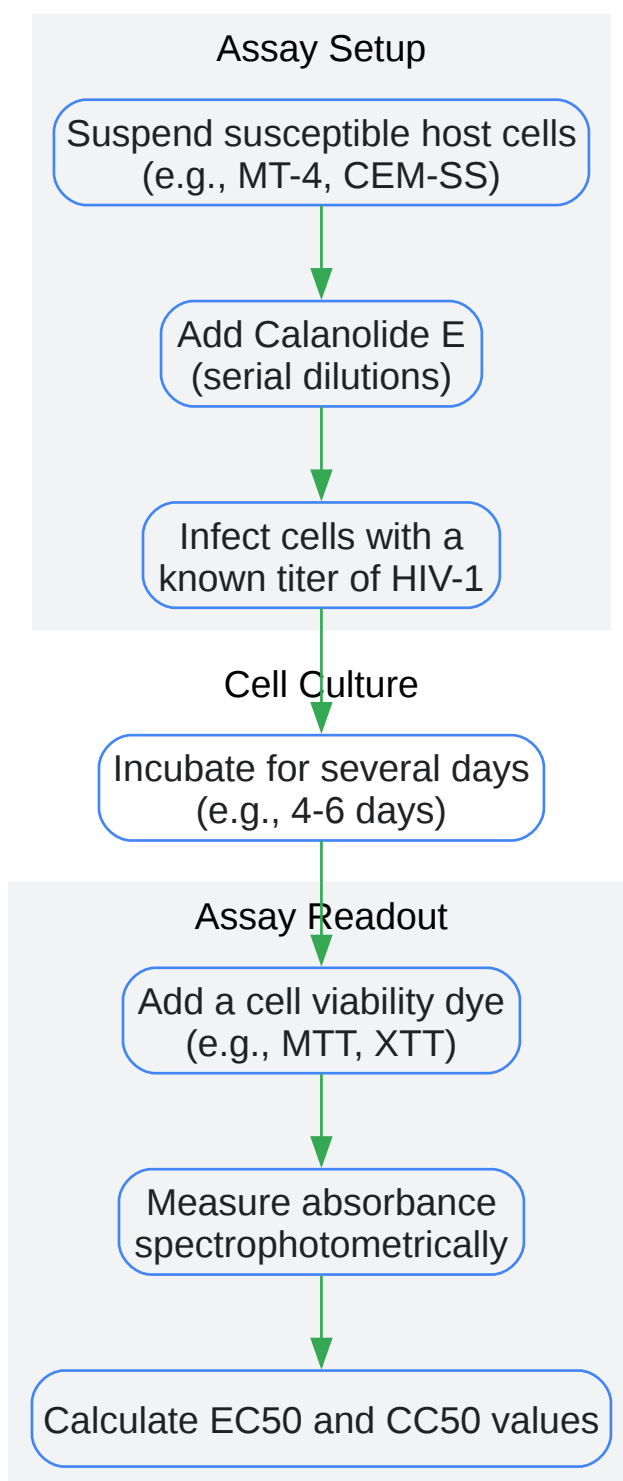 Assay Setup
Suspend susceptible host cells
(e.g., MT-4, CEM-SS)
Add Calanolide E
(serial dilutions)
Infect cells with a
known titer of HIV-1
Cell Culture
Incubate for several days
(e.g., 4-6 days)
Assay Readout
Add a cell viability dye
(e.g., MTT, XTT)
Measure absorbance
spectrophotometrically
Calculate EC50 and CC50 values